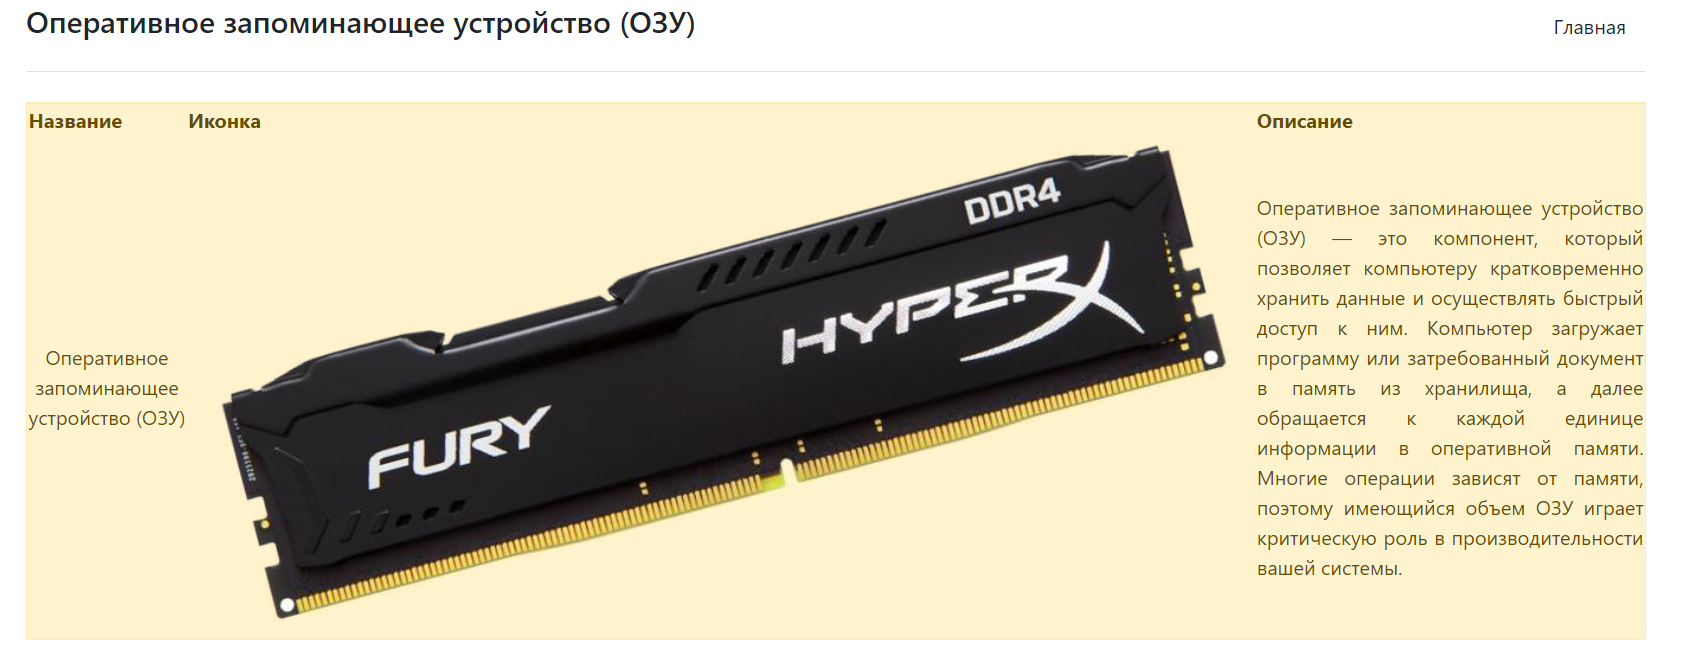 Оперативное запоминающее устройство (ОЗУ)
Главная
Название
Иконка
Описание
Оперативное
запоминающее
устройство (ОЗУ)
DDR4
HYPERX
FURY
Оперативное запоминающее устройство
(ОЗУ) — это компонент, который
позволяет компьютеру кратковременно
хранить данные и осуществлять быстрый
доступ к ним. Компьютер загружает
программу или затребованный документ
в память из хранилища, а далее
обращается к каждой единице
информации в оперативной памяти.
Многие операции зависят от памяти,
поэтому имеющийся объем ОЗУ играет
критическую роль в производительности
вашей системы.